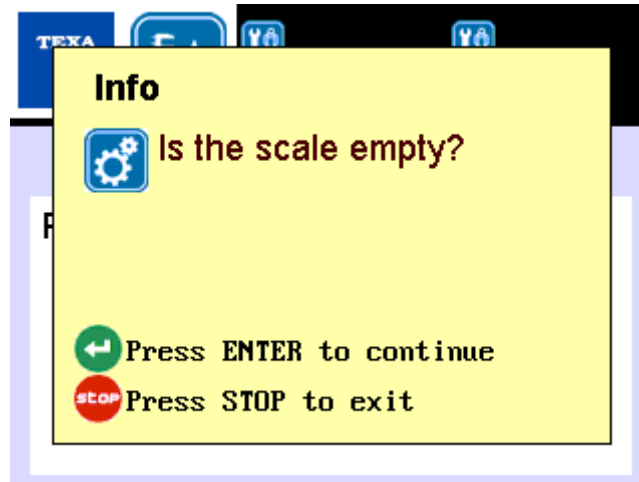 TEXA
Info
Is the scale empty?
Press ENTER to continue
stop Press STOP to exit